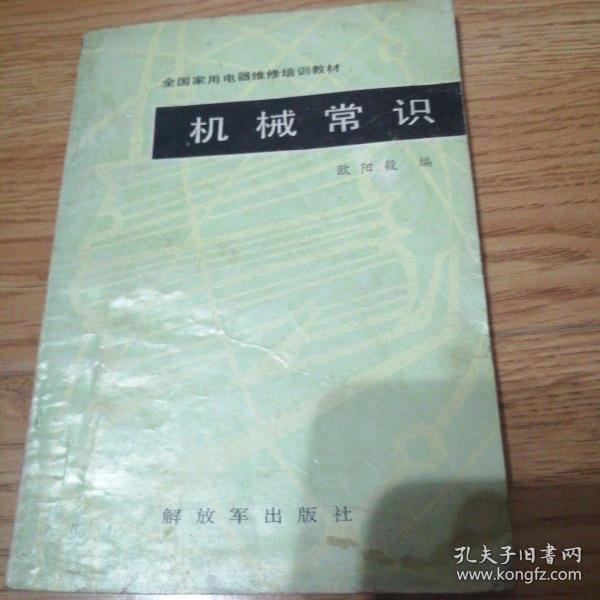 全国家用电器维修培训教材
机械常识
欧阳毅 编
解放军出版社
孔夫子旧書网
www.kongfz.com